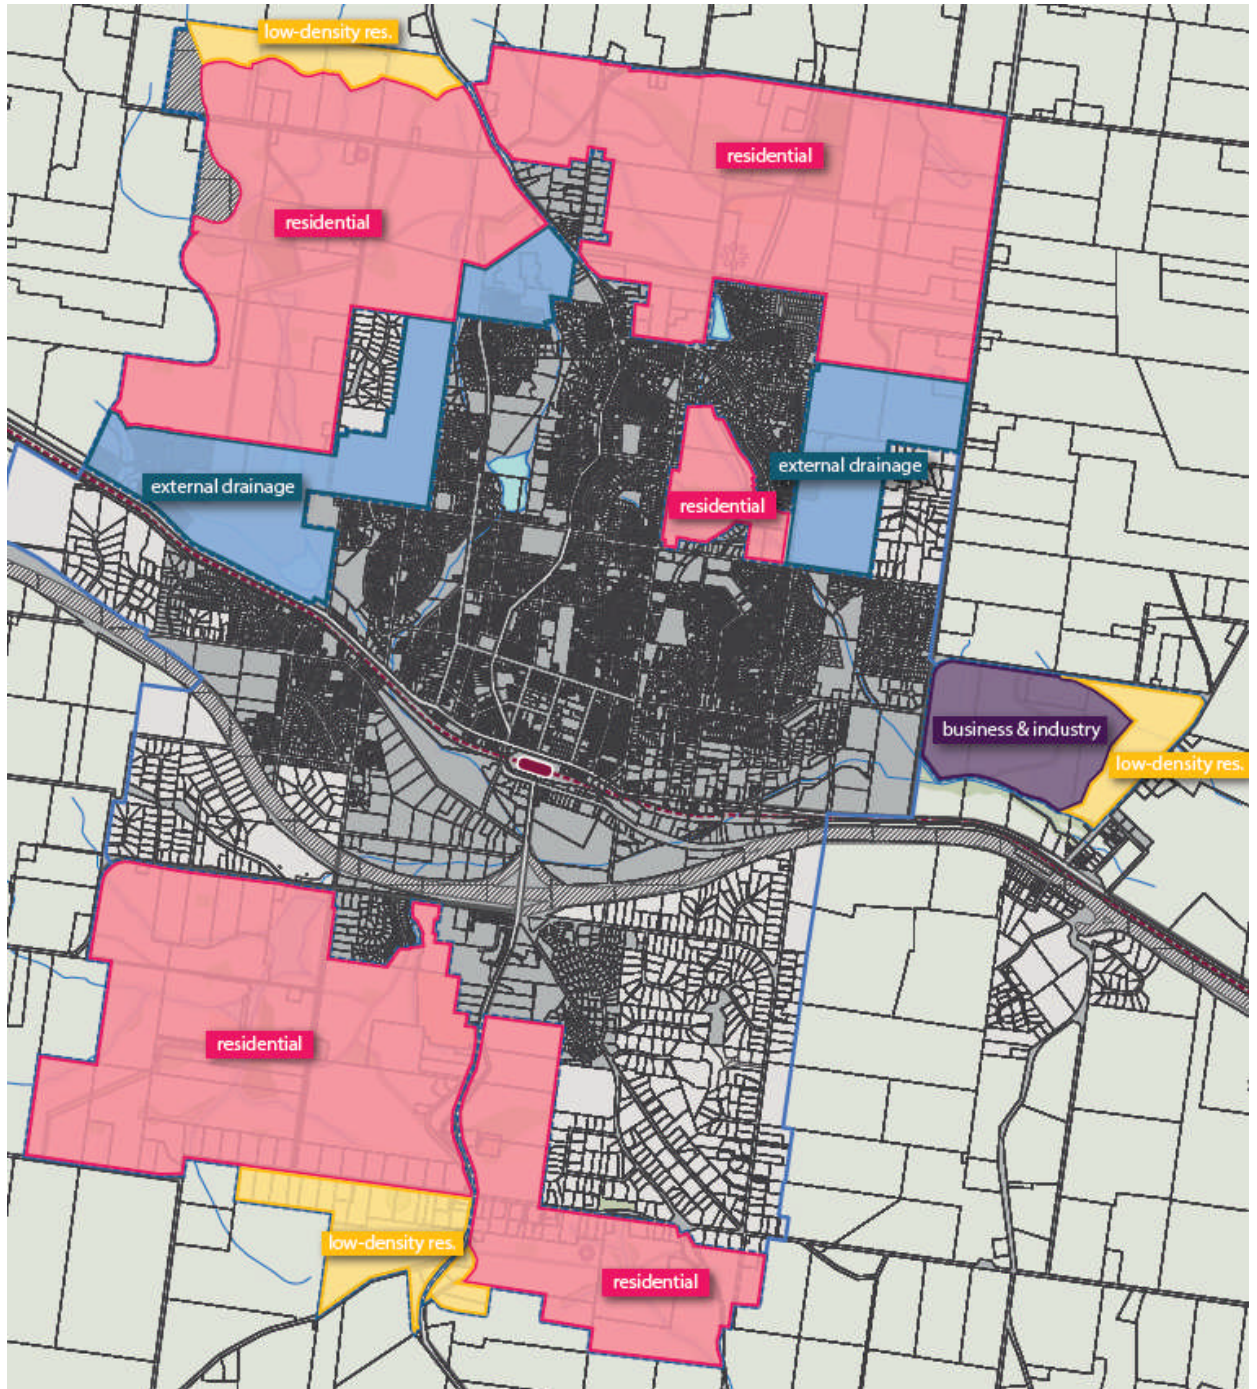 low-density res.
residential
residential
external drainage
external drainage
residential
business & industry
low-density res.
residential
low-density res.
residential